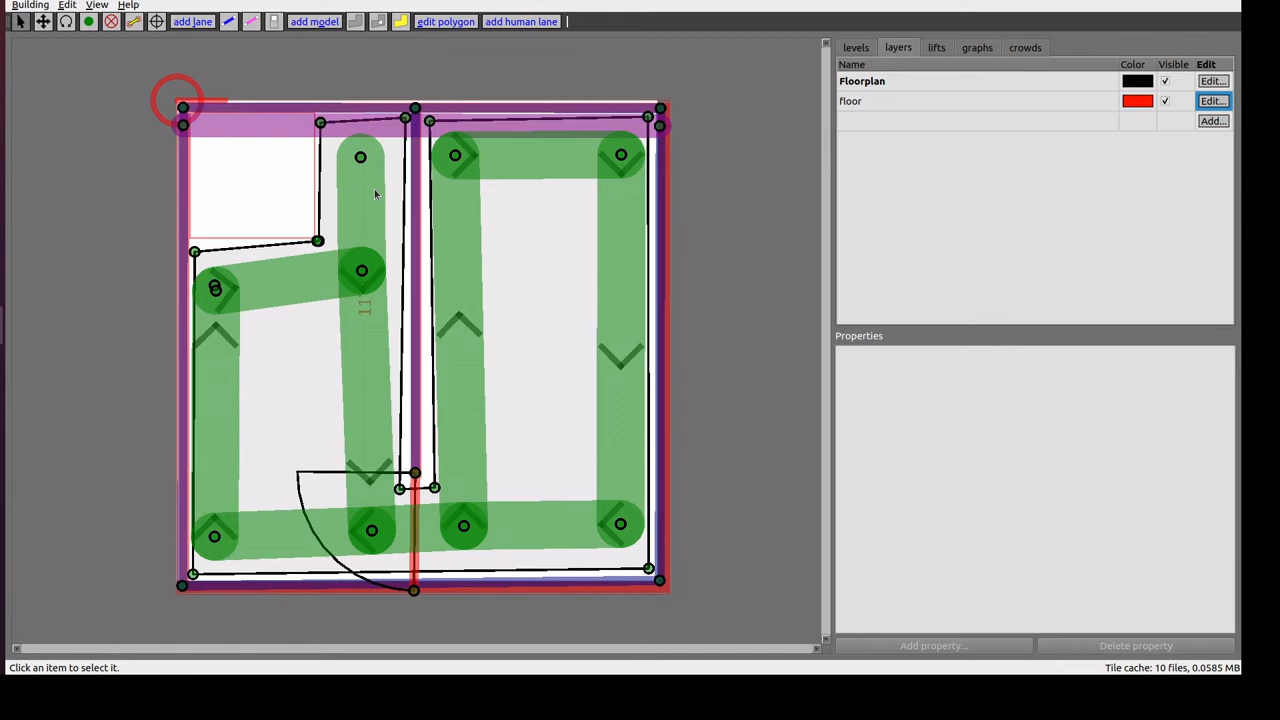 Building Edit View Help
add lane add model edit polygon add human lane
levels layers lifts graphs crowds
Name Color Visible Edit
Floorplan Edit...
floor Edit...
Add...
Properties
11
Add property... Delete property
Click an item to select it. Tile cache: 10 files, 0.0585 MB